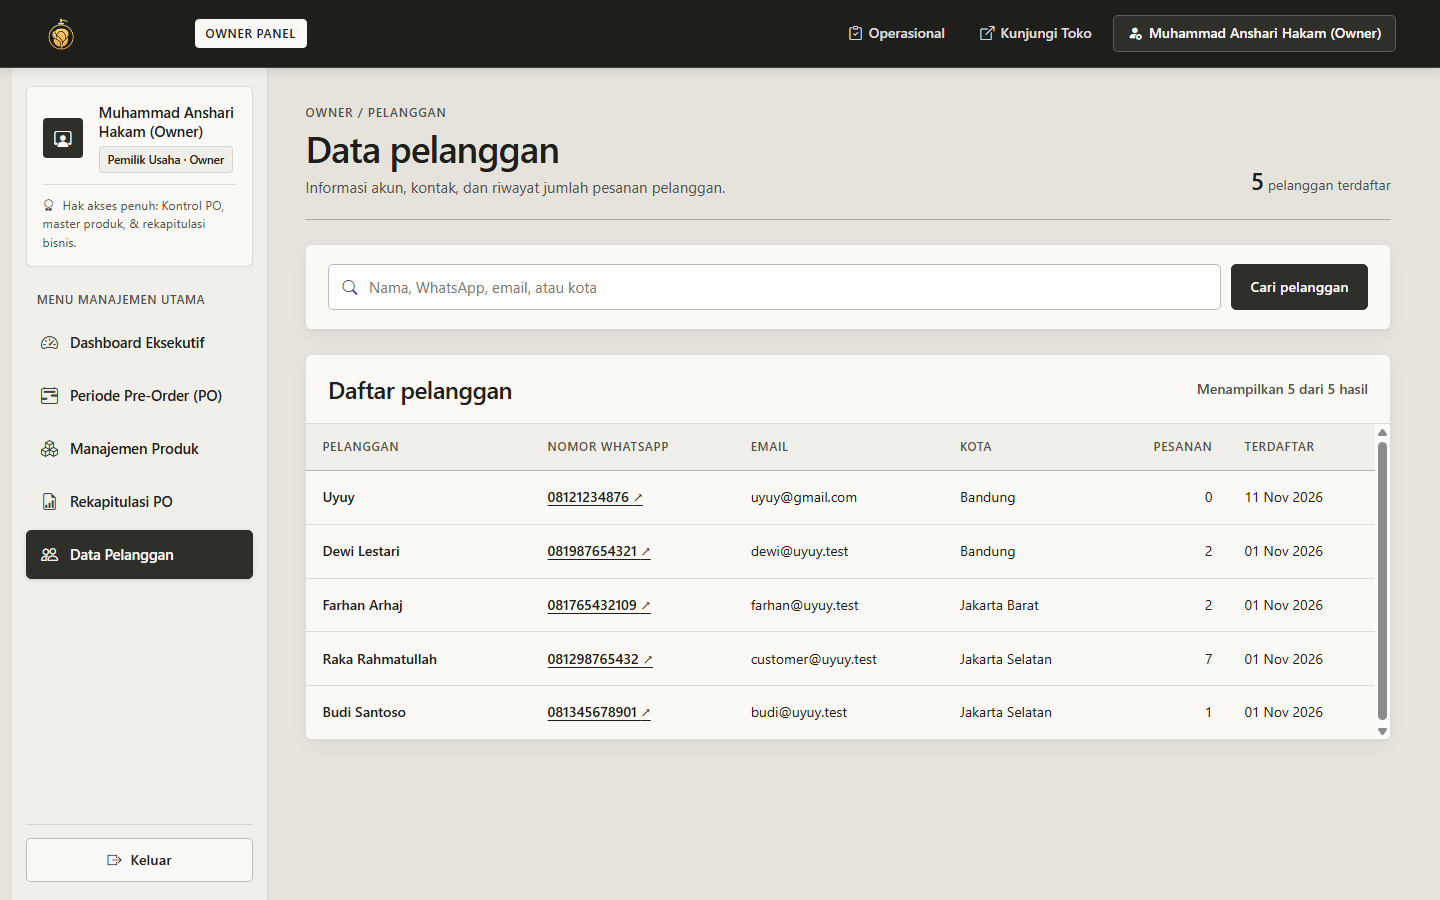 OWNER PANEL
Operasional
Kunjungi Toko
Muhammad Anshari Hakam (Owner)
Muhammad Anshari
Hakam (Owner)
Pemilik Usaha · Owner
Hak akses penuh: Kontrol PO,
master produk, & rekapitulasi
bisnis.
MENU MANAJEMEN UTAMA
Dashboard Eksekutif
Periode Pre-Order (PO)
Manajemen Produk
Rekapitulasi PO
Data Pelanggan
Keluar
OWNER / PELANGGAN
Data pelanggan
Informasi akun, kontak, dan riwayat jumlah pesanan pelanggan.
5 pelanggan terdaftar
Nama, WhatsApp, email, atau kota
Cari pelanggan
Daftar pelanggan
Menampilkan 5 dari 5 hasil
PELANGGAN NOMOR WHATSAPP EMAIL KOTA PESANAN TERDAFTAR
Uyuy 08121234876 ↗ uyuy@gmail.com Bandung 0 11 Nov 2026
Dewi Lestari 081987654321 ↗ dewi@uyuy.test Bandung 2 01 Nov 2026
Farhan Arhaj 081765432109 ↗ farhan@uyuy.test Jakarta Barat 2 01 Nov 2026
Raka Rahmatullah 081298765432 ↗ customer@uyuy.test Jakarta Selatan 7 01 Nov 2026
Budi Santoso 081345678901 ↗ budi@uyuy.test Jakarta Selatan 1 01 Nov 2026